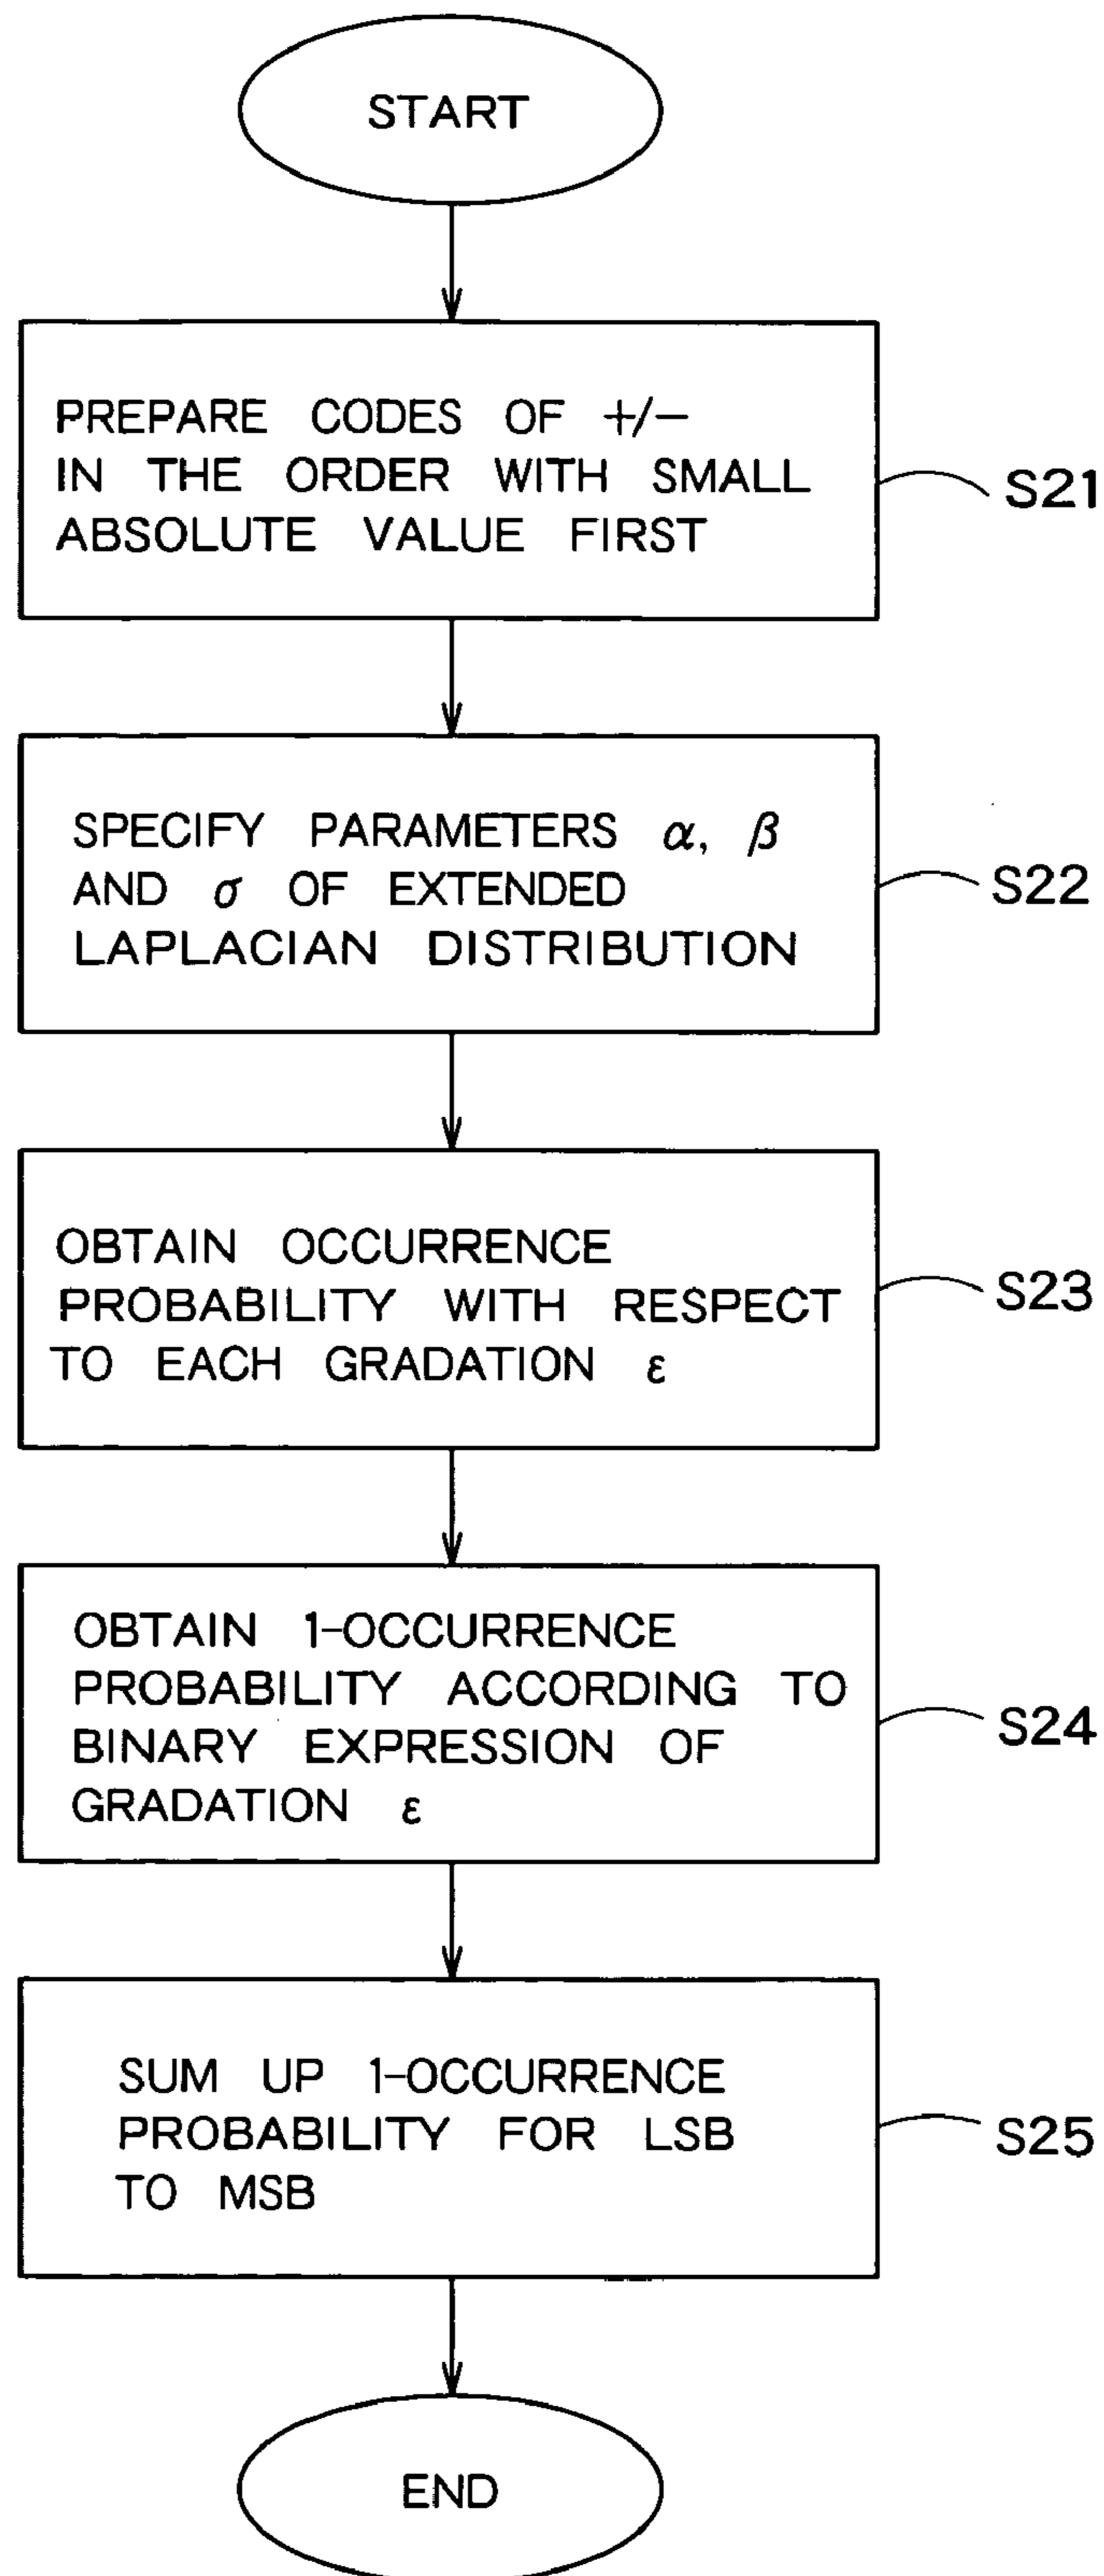 START
PREPARE CODES OF +/−
IN THE ORDER WITH SMALL
ABSOLUTE VALUE FIRST
S21
SPECIFY PARAMETERS α, β
AND σ OF EXTENDED
LAPLACIAN DISTRIBUTION
S22
OBTAIN OCCURRENCE
PROBABILITY WITH RESPECT
TO EACH GRADATION ε
S23
OBTAIN 1-OCCURRENCE
PROBABILITY ACCORDING TO
BINARY EXPRESSION OF
GRADATION ε
S24
SUM UP 1-OCCURRENCE
PROBABILITY FOR LSB
TO MSB
S25
END